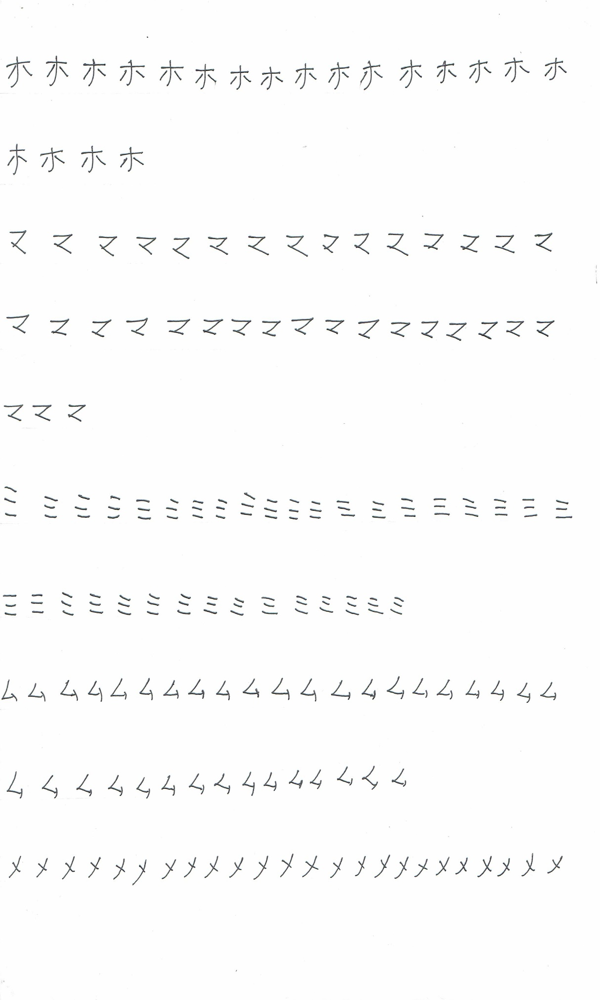 ホホホホホホホホホホホホホホホホ
ホホホホ
ママママママママママママママママ
マママママママママママママママママ
ママママ
ミミミミミミミミミミミミミミミミミミミミ
ミミミミミミミミミミミミミミミ
ムムムムムムムムムムムムムムムムムムムムム
ムムムムムムムムムムムムムムム
メメメメメメメメメメメメメメメメメメメメメメメメ